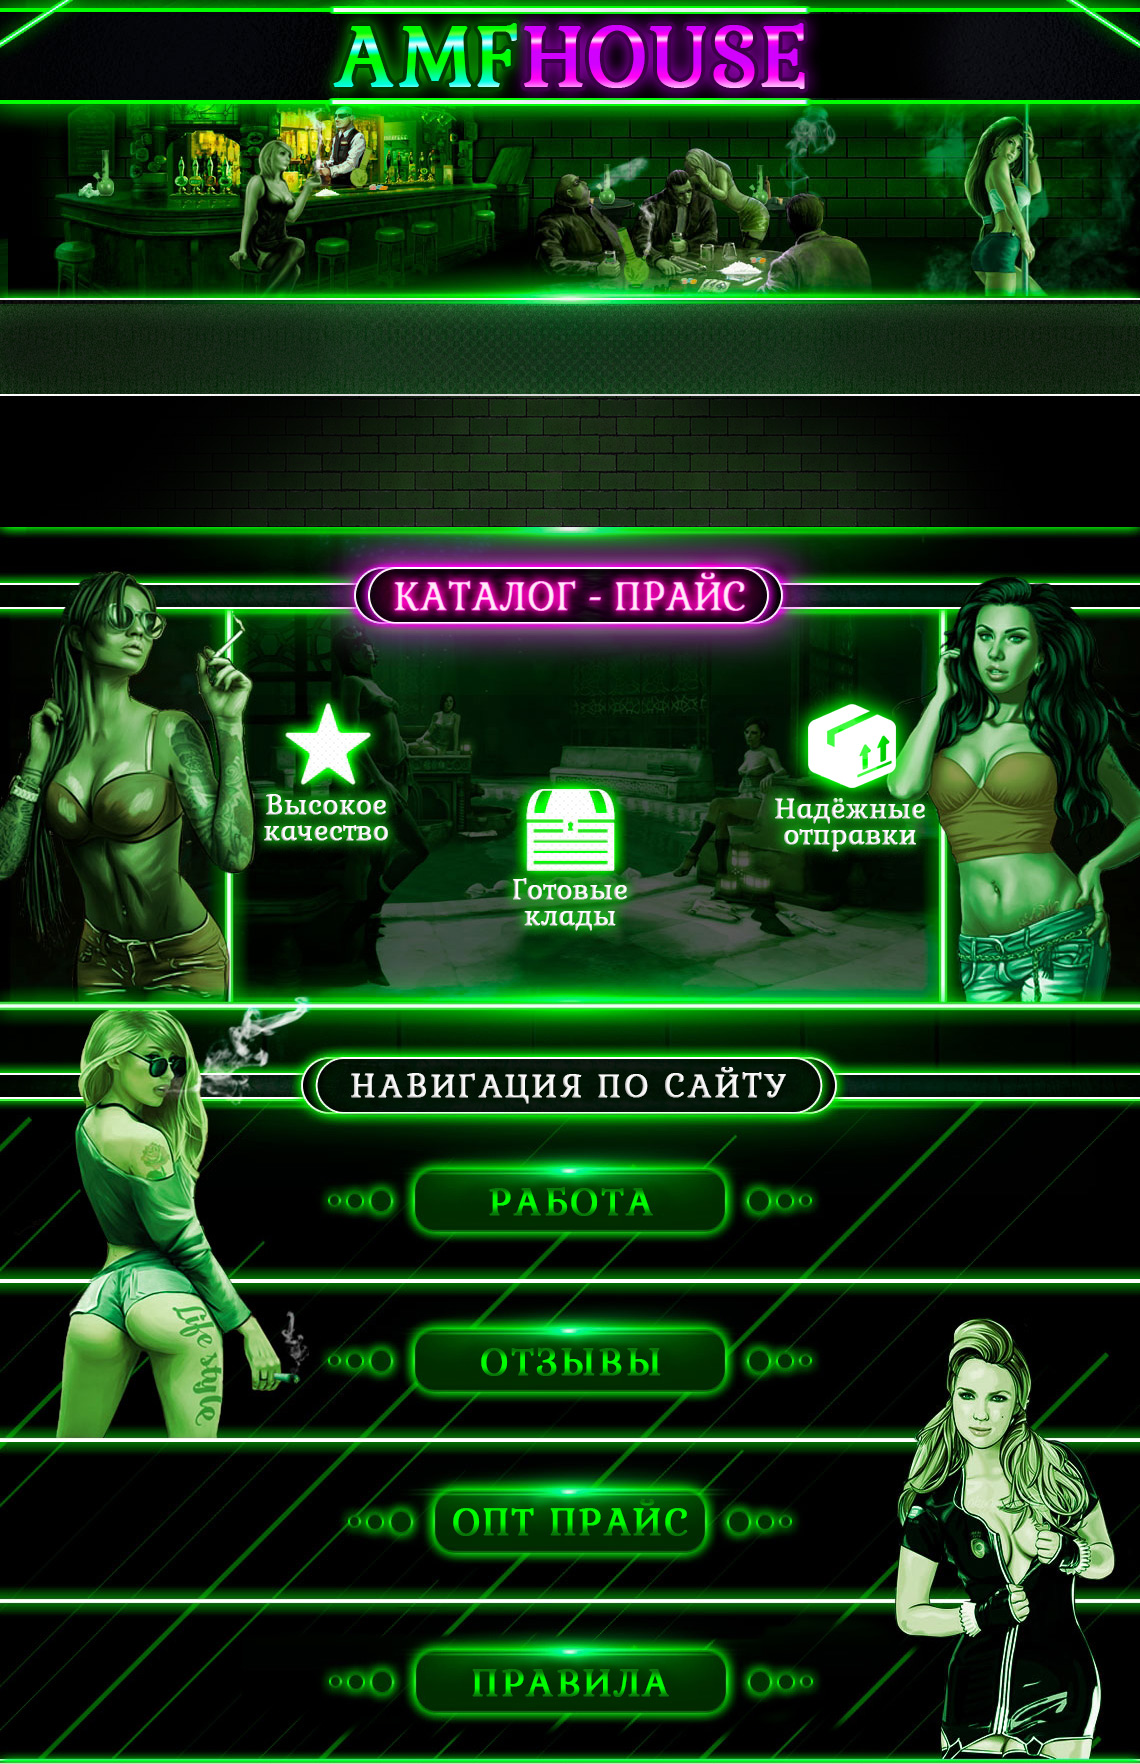 AMFHOUSE
КАТАЛОГ - ПРАЙС
Высокое
качество
Надёжные
отправки
Готовые
клады
НАВИГАЦИЯ ПО САЙТУ
РАБОТА
Life style
ОТЗЫВЫ
ОПТ ПРАЙС
ПРАВИЛА